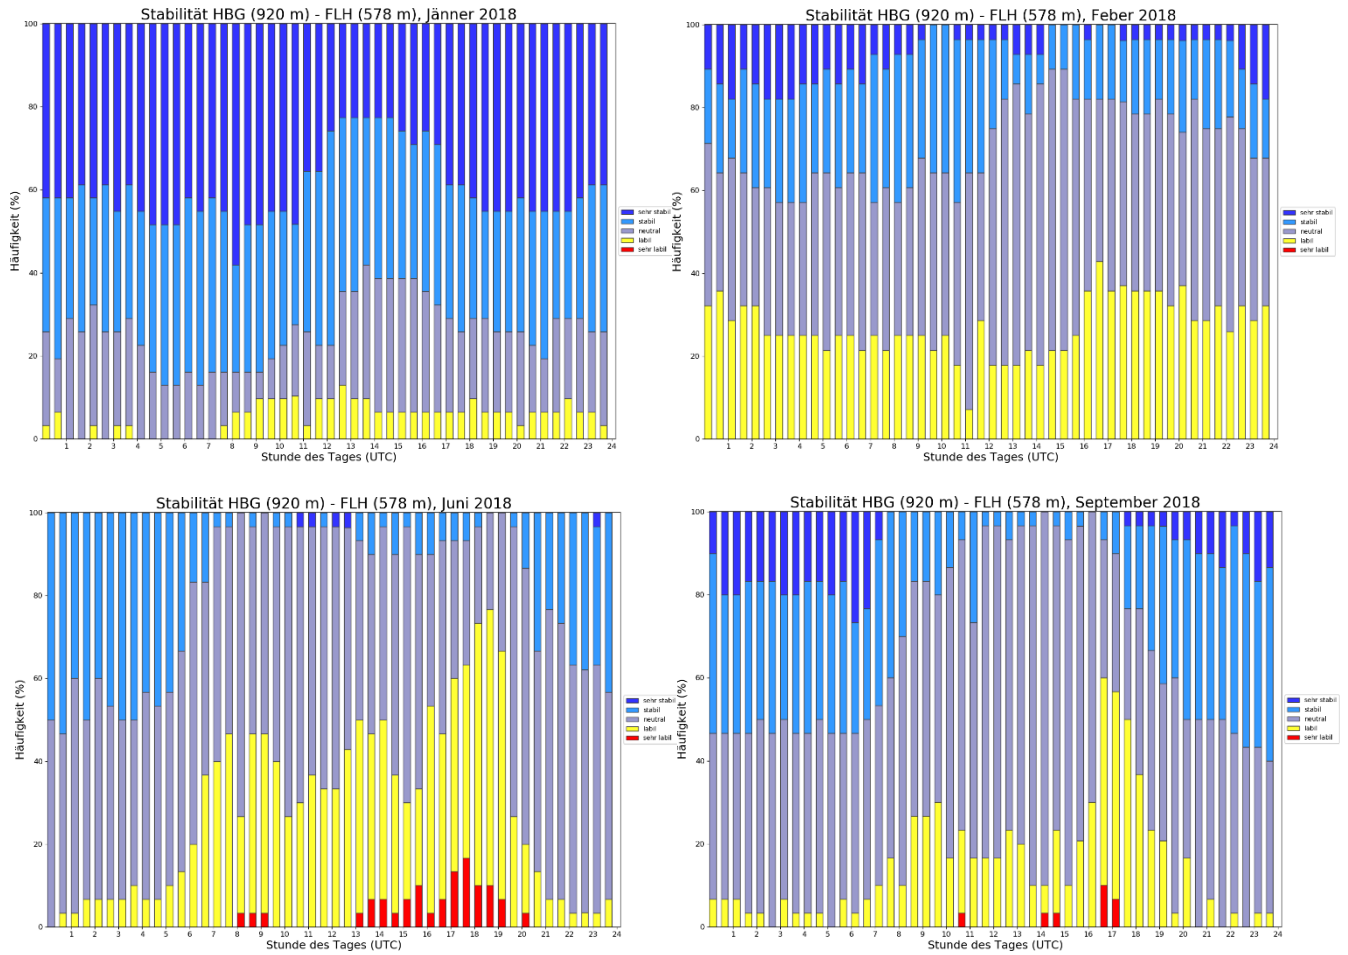 Stabilität HBG (920 m) - FLH (578 m), Jänner 2018
Häufigkeit (%)
100
80
60
40
20
0
1 2 3 4 5 6 7 8 9 10 11 12 13 14 15 16 17 18 19 20 21 22 23 24
Stunde des Tages (UTC)
sehr stabil
stabil
neutral
labil
sehr labil
Stabilität HBG (920 m) - FLH (578 m), Feber 2018
Häufigkeit (%)
100
80
60
40
20
0
1 2 3 4 5 6 7 8 9 10 11 12 13 14 15 16 17 18 19 20 21 22 23 24
Stunde des Tages (UTC)
sehr stabil
stabil
neutral
labil
sehr labil
Stabilität HBG (920 m) - FLH (578 m), Juni 2018
Häufigkeit (%)
100
80
60
40
20
0
1 2 3 4 5 6 7 8 9 10 11 12 13 14 15 16 17 18 19 20 21 22 23 24
Stunde des Tages (UTC)
sehr stabil
stabil
neutral
labil
sehr labil
Stabilität HBG (920 m) - FLH (578 m), September 2018
Häufigkeit (%)
100
80
60
40
20
0
1 2 3 4 5 6 7 8 9 10 11 12 13 14 15 16 17 18 19 20 21 22 23 24
Stunde des Tages (UTC)
sehr stabil
stabil
neutral
labil
sehr labil